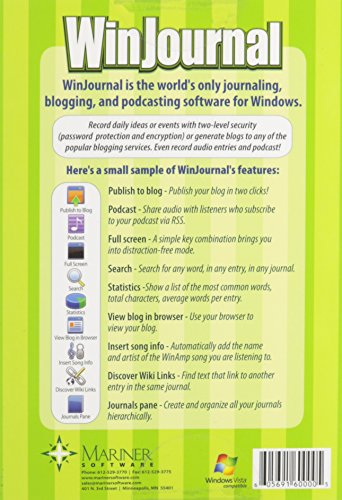 WinJournal
WinJournal is the world's only journaling,
blogging, and podcasting software for Windows.
Record daily ideas or events with two-level security
(password protection and encryption) or generate blogs to any of the
popular blogging services. Even record audio entries and podcast!
Here's a small sample of WinJournal's features:
Publish to Blog
Publish to blog - Publish your blog in two clicks!
Podcast
Podcast - Share audio with listeners who subscribe
to your podcast via RSS.
Full Screen
Full screen - A simple key combination brings you
into distraction-free mode.
Search
Search - Search for any word, in any entry, in any journal.
Statistics
Statistics -Show a list of the most common words,
total characters, average words per entry.
View Blog in Browser
View blog in browser - Use your browser to
view your blog.
Insert Song Info
Insert song info - Automatically add the name
and artist of the WinAmp song you are listening to.
Discover Wiki Links
Discover Wiki Links - Find text that link to another
entry in the same journal.
Journals Pane
Journals pane - Create and organize all your journals
hierarchically.
MARINER
SOFTWARE
Phone: 612-529-3770 | Fax: 612-529-3775
marinersoftware.com
sales@marinersoftware.com
401 N. 3rd Street | Minneapolis, MN 55401
Windows Vista
compatible
6 05691 60000 5